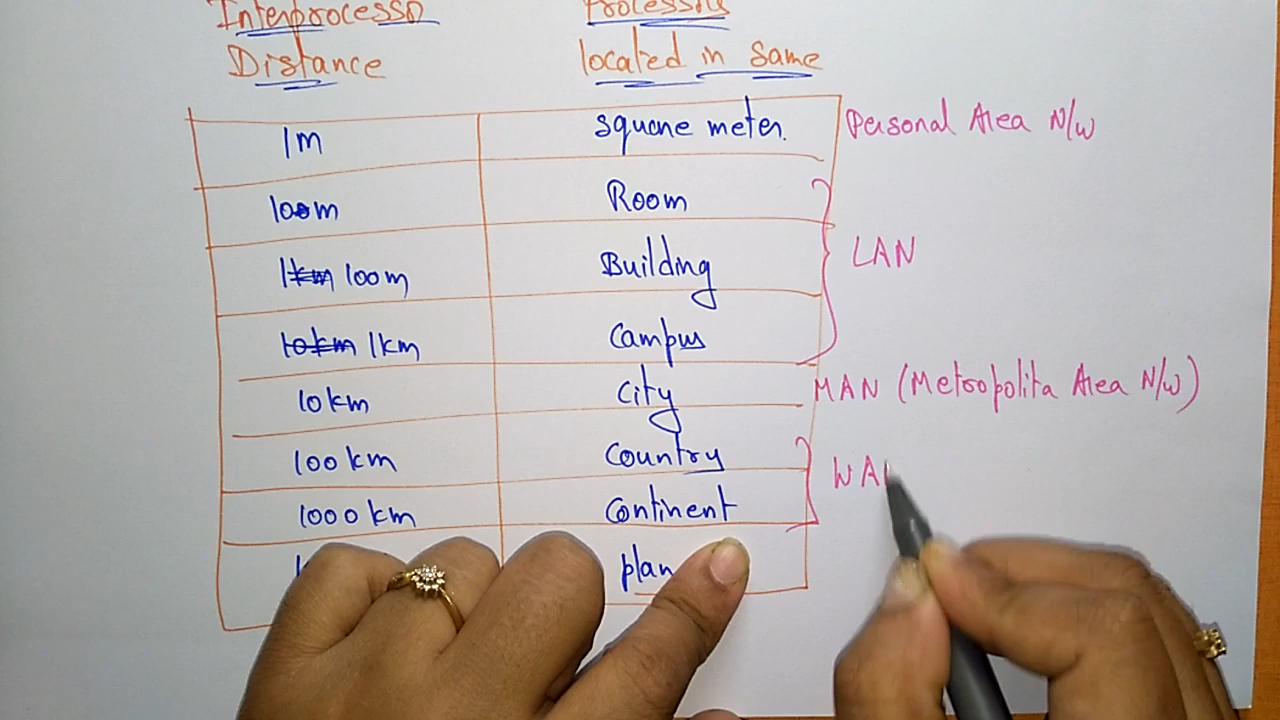 Interprocesso Processors
Distance located in same
1m square meter. Personal Area N/w
100m Room
1km 100m Building LAN
10km 1km Campus
10km City MAN (Metropolita Area N/w)
100km Country
1000km Continent WA
plan